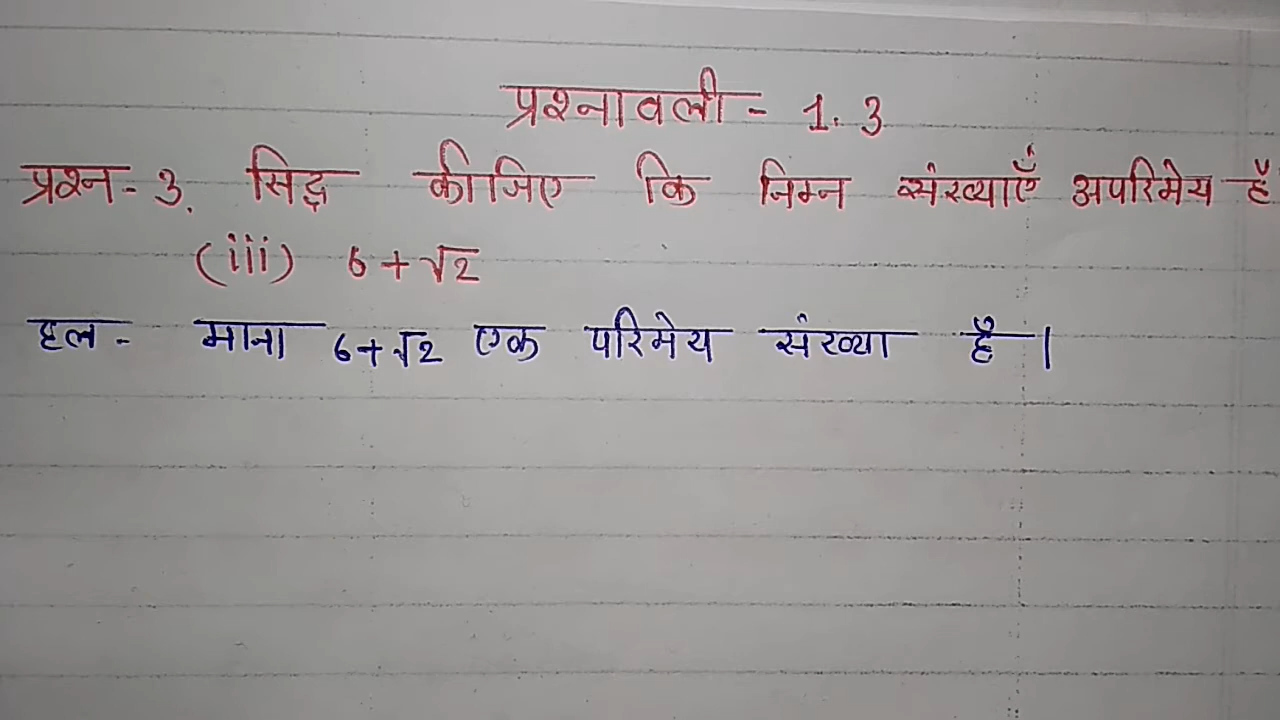 प्रश्नावली - 1.3
प्रश्न- 3. सिद्ध कीजिए कि निम्न संख्याएँ अपरिमेय हैं
(iii) 6+√2
हल - माना 6+√2 एक परिमेय संख्या है।